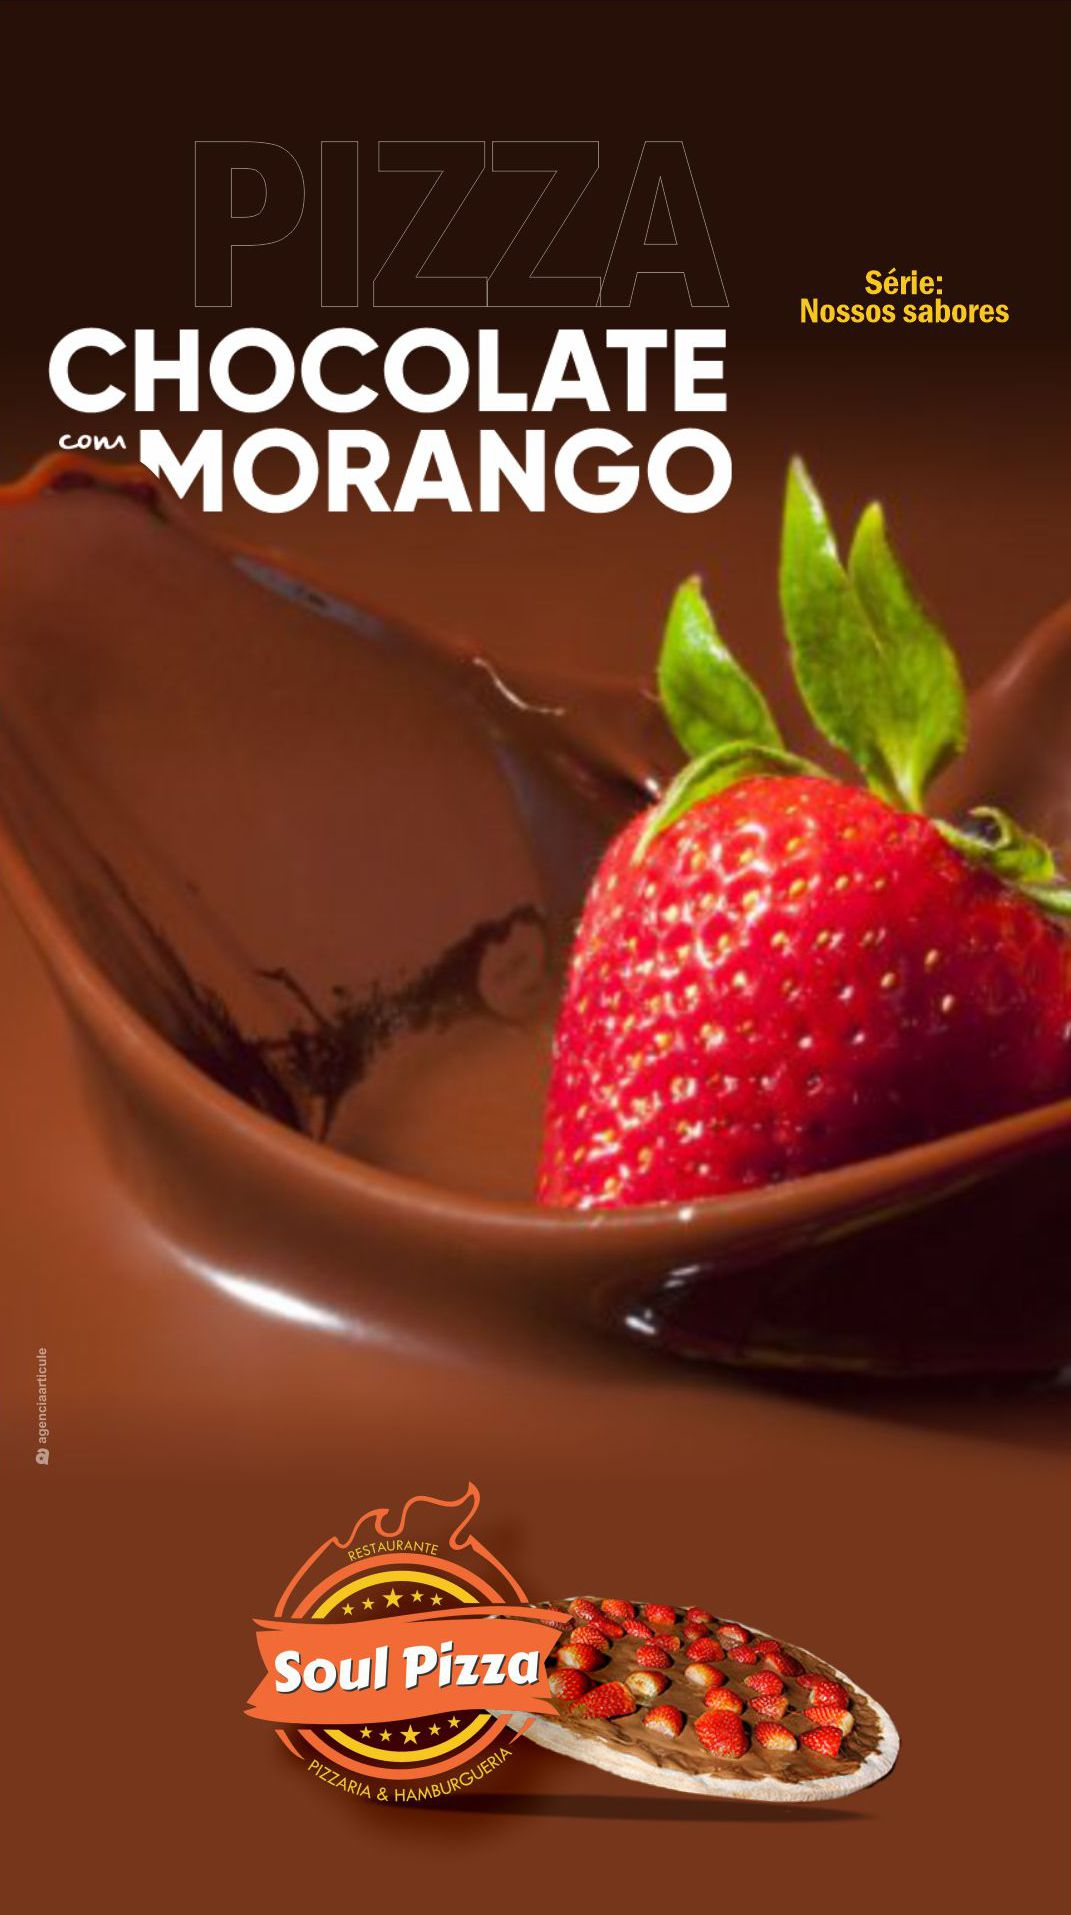 PIZZA
CHOCOLATE
com MORANGO
Série:
Nossos sabores
agenciaarticule
RESTAURANTE
Soul Pizza
PIZZARIA & HAMBURGUERIA